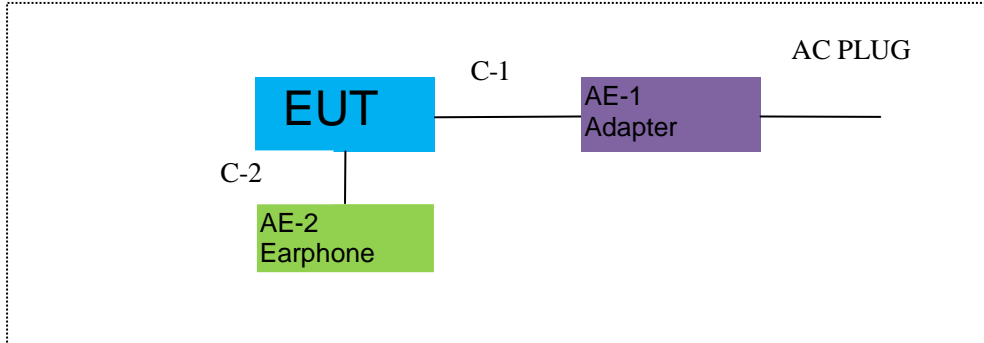 AC PLUG
C-1
EUT
AE-1
Adapter
C-2
AE-2
Earphone